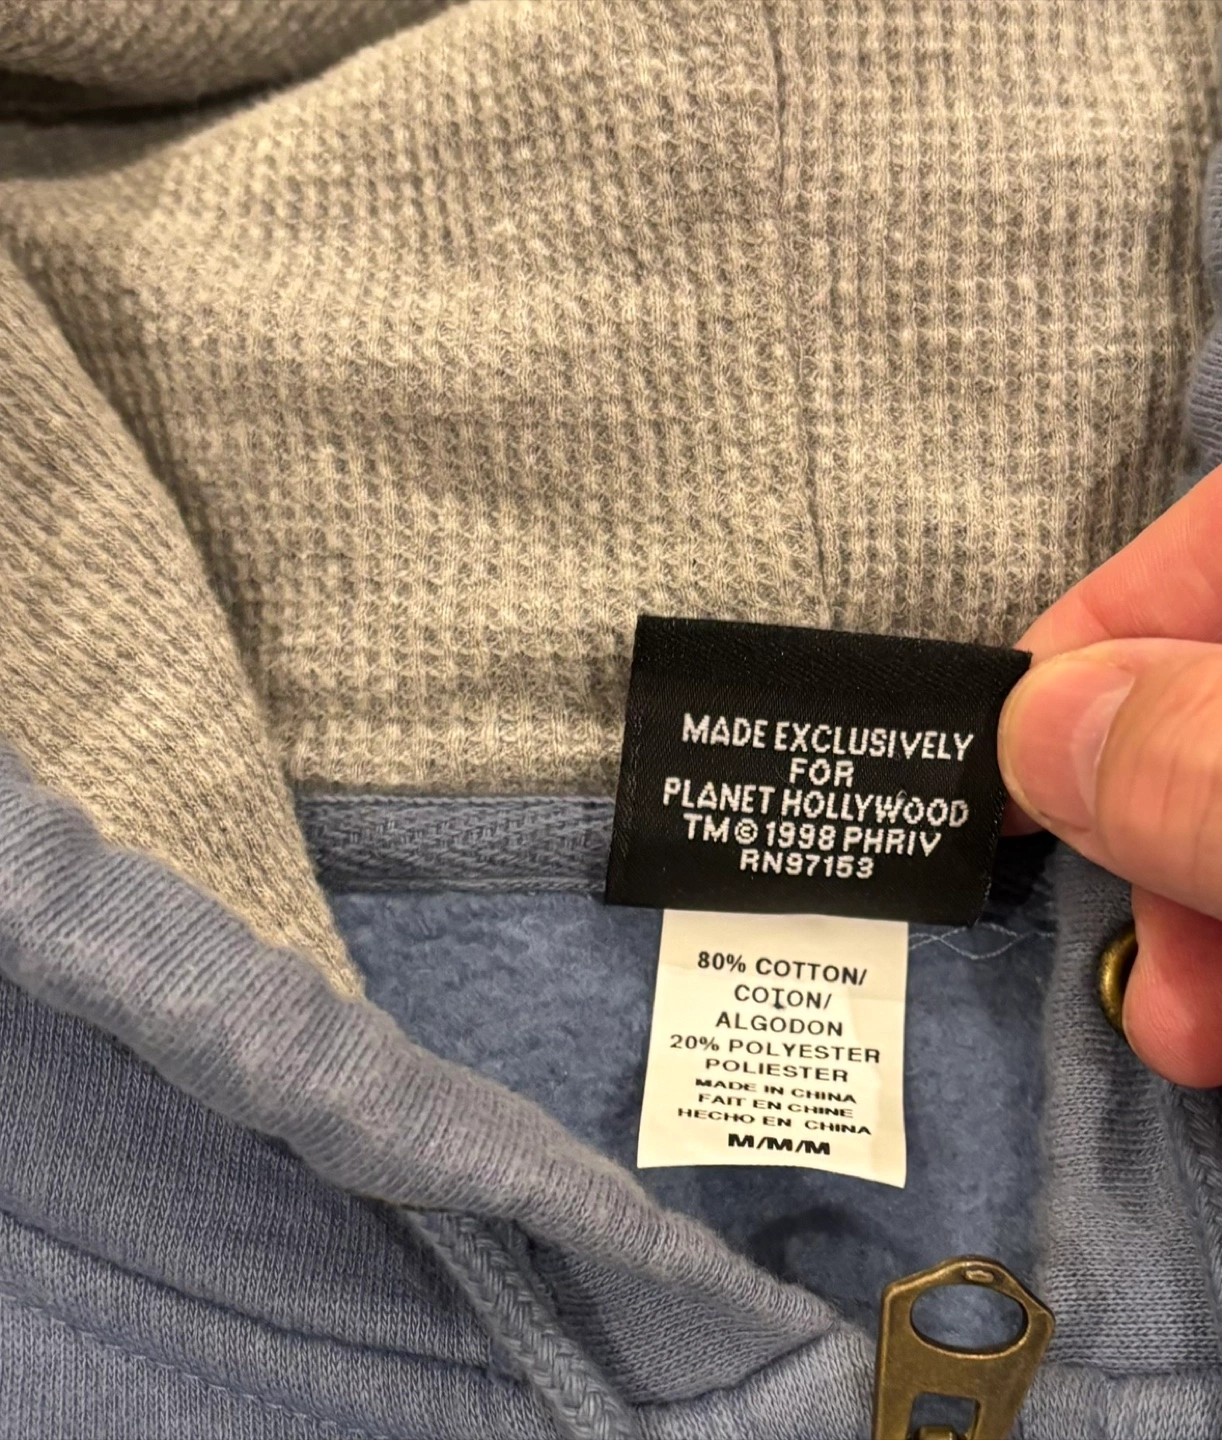 MADE EXCLUSIVELY
FOR
PLANET HOLLYWOOD
TM © 1998 PHRIV
RN97153
80% COTTON/
COTON/
ALGODON
20% POLYESTER
POLIESTER
MADE IN CHINA
FAIT EN CHINE
HECHO EN CHINA
M/M/M